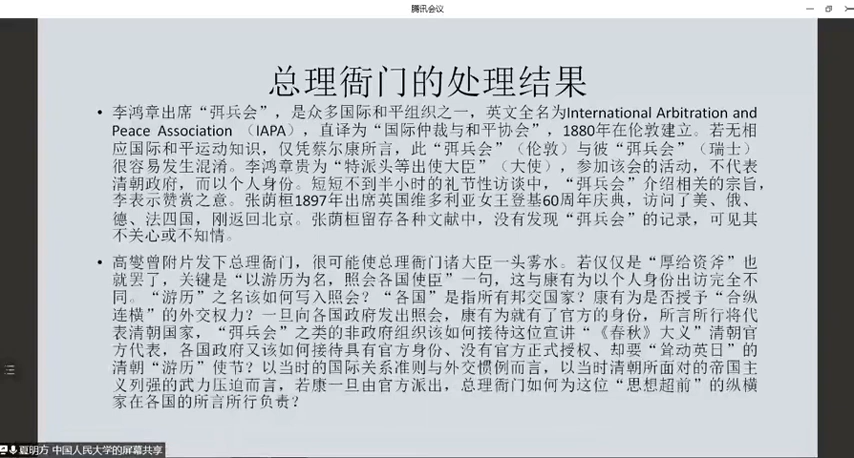 腾讯会议
总理衙门的处理结果
• 李鸿章出席“弭兵会”，是众多国际和平组织之一，英文全名为International Arbitration and
Peace Association （IAPA），直译为“国际仲裁与和平协会”，1880年在伦敦建立。若无相
应国际和平运动知识，仅凭蔡尔康所言，此“弭兵会”（伦敦）与彼“弭兵会”（瑞士）
很容易发生混淆。李鸿章贵为“特派头等出使大臣”（大使），参加该会的活动，不代表
清朝政府，而以个人身份。短短不到半小时的礼节性访谈中，“弭兵会”介绍相关的宗旨，
李表示赞赏之意。张荫桓1897年出席英国维多利亚女王登基60周年庆典，访问了美、俄、
德、法四国，刚返回北京。张荫桓留存各种文献中，没有发现“弭兵会”的记录，可见其
不关心或不知情。
• 高燮曾附片发下总理衙门，很可能使总理衙门诸大臣一头雾水。若仅仅是“厚给资斧”也
就罢了，关键是“以游历为名，照会各国使臣”一句，这与康有为以个人身份出访完全不
同。“游历”之名该如何写入照会？“各国”是指所有邦交国家？康有为是否授予“合纵
连横”的外交权力？一旦向各国政府发出照会，康有为就有了官方的身份，所言所行将代
表清朝国家，“弭兵会”之类的非政府组织该如何接待这位宣讲“《春秋》大义”清朝官
方代表，各国政府又该如何接待具有官方身份、没有官方正式授权、却要“耸动英日”的
清朝“游历”使节？以当时的国际关系准则与外交惯例而言，以当时清朝所面对的帝国主
义列强的武力压迫而言，若康一旦由官方派出，总理衙门如何为这位“思想超前”的纵横
家在各国的所言所行负责？
夏明方 中国人民大学的屏幕共享